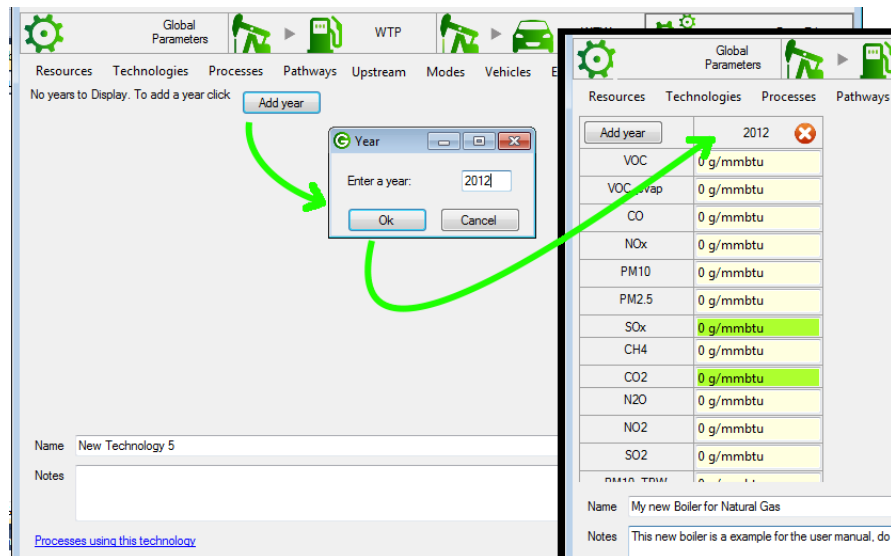 Global
Parameters
WTP
Resources Technologies Processes Pathways Upstream Modes Vehicles
No years to Display. To add a year click Add year
Year
Enter a year: 2012
Ok Cancel
Name New Technology 5
Notes
Processes using this technology
Global
Parameters
Resources Technologies Processes Pathways
Add year 2012
VOC 0 g/mmbtu
0 g/mmbtu
CO 0 g/mmbtu
NOx 0 g/mmbtu
PM10 0 g/mmbtu
PM2.5 0 g/mmbtu
SOx 0 g/mmbtu
CH4 0 g/mmbtu
CO2 0 g/mmbtu
N2O 0 g/mmbtu
NO2 0 g/mmbtu
SO2 0 g/mmbtu
Name My new Boiler for Natural Gas
Notes This new boiler is a example for the user manual, do